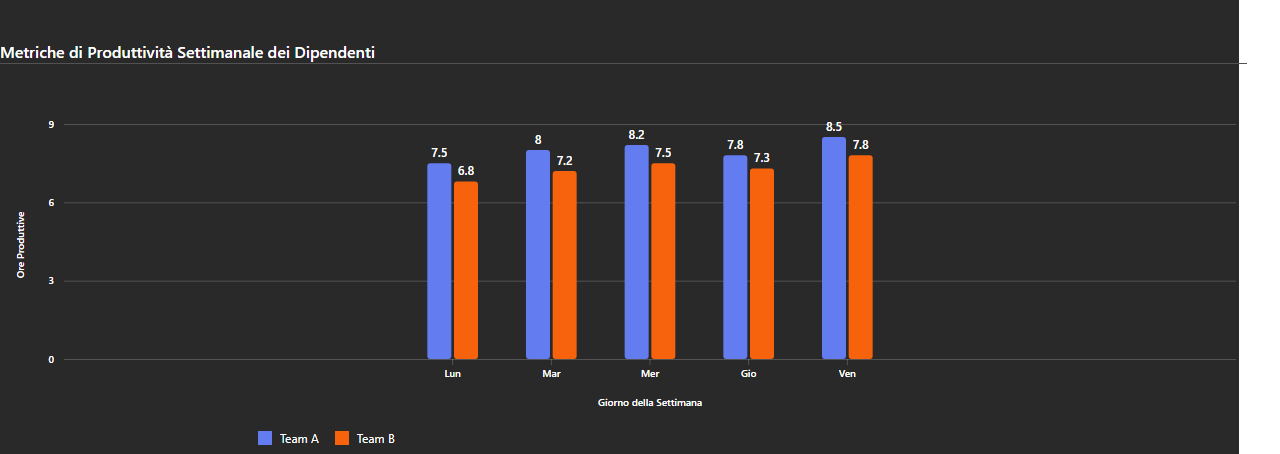 Metriche di Produttività Settimanale dei Dipendenti
9
6
3
0
Ore Produttive
7.5
6.8
8
7.2
8.2
7.5
7.8
7.3
8.5
7.8
Lun
Mar
Mer
Gio
Ven
Giorno della Settimana
Team A
Team B